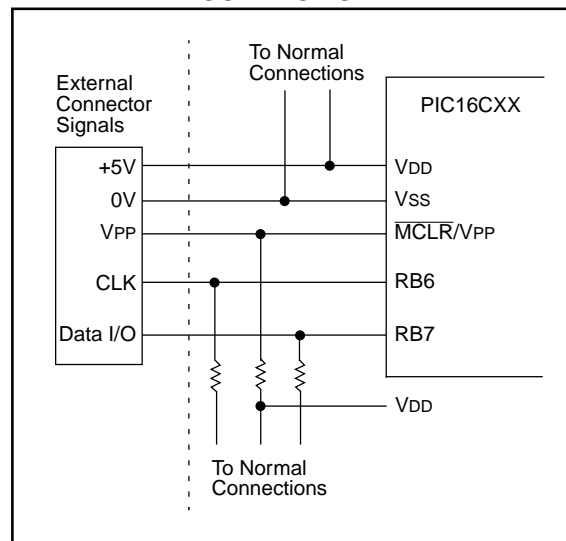 To Normal
Connections
External
Connector
Signals
PIC16CXX
+5V
0V
VPP
CLK
Data I/O
VDD
VSS
MCLR/VPP
RB6
RB7
VDD
To Normal
Connections